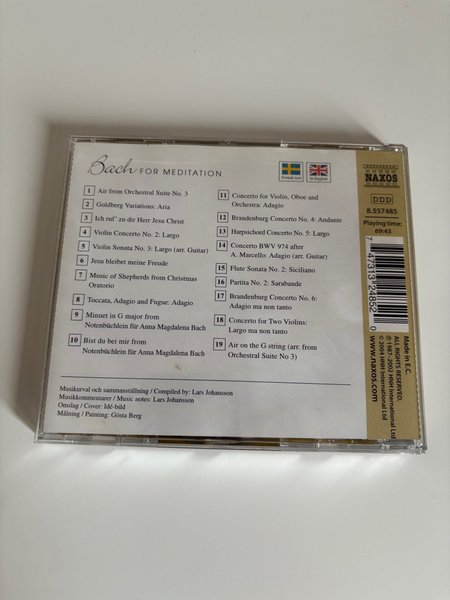 Bach FOR MEDITATION
Svensk text
In English
1 Air from Orchestral Suite No. 3
2 Goldberg Variations: Aria
3 Ich ruf' zu dir Herr Jesu Christ
4 Violin Concerto No. 2: Largo
5 Violin Sonata No. 3: Largo (arr. Guitar)
6 Jesu bleibet meine Freude
7 Music of Shepherds from Christmas
Oratorio
8 Toccata, Adagio and Fugue: Adagio
9 Minuet in G major from
Notenbüchlein für Anna Magdalena Bach
10 Bist du bei mir from
Notenbüchlein für Anna Magdalena Bach
11 Concerto for Violin, Oboe and
Orchestra: Adagio
12 Brandenburg Concerto No. 4: Andante
13 Harpsichord Concerto No. 5: Largo
14 Concerto BWV 974 after
A. Marcello: Adagio (arr. Guitar)
15 Flute Sonata No. 2: Siciliano
16 Partita No. 2: Sarabande
17 Brandenburg Concerto No. 6:
Adagio ma non tanto
18 Concerto for Two Violins:
Largo ma non tanto
19 Air on the G string (arr. from
Orchestral Suite No 3)
Musikurval och sammanställning / Compiled by: Lars Johansson
Musikkommentarer / Music notes: Lars Johansson
Omslag / Cover: Idé-bild
Målning / Painting: Gösta Berg
NAXOS
DDD
8.557485
Playing time:
69:43
7 47313 24852 0
Made in E.C.
ALL RIGHTS RESERVED.
℗ 1987-2002 HNH International Ltd
© 2004 HNH International Ltd
www.naxos.com